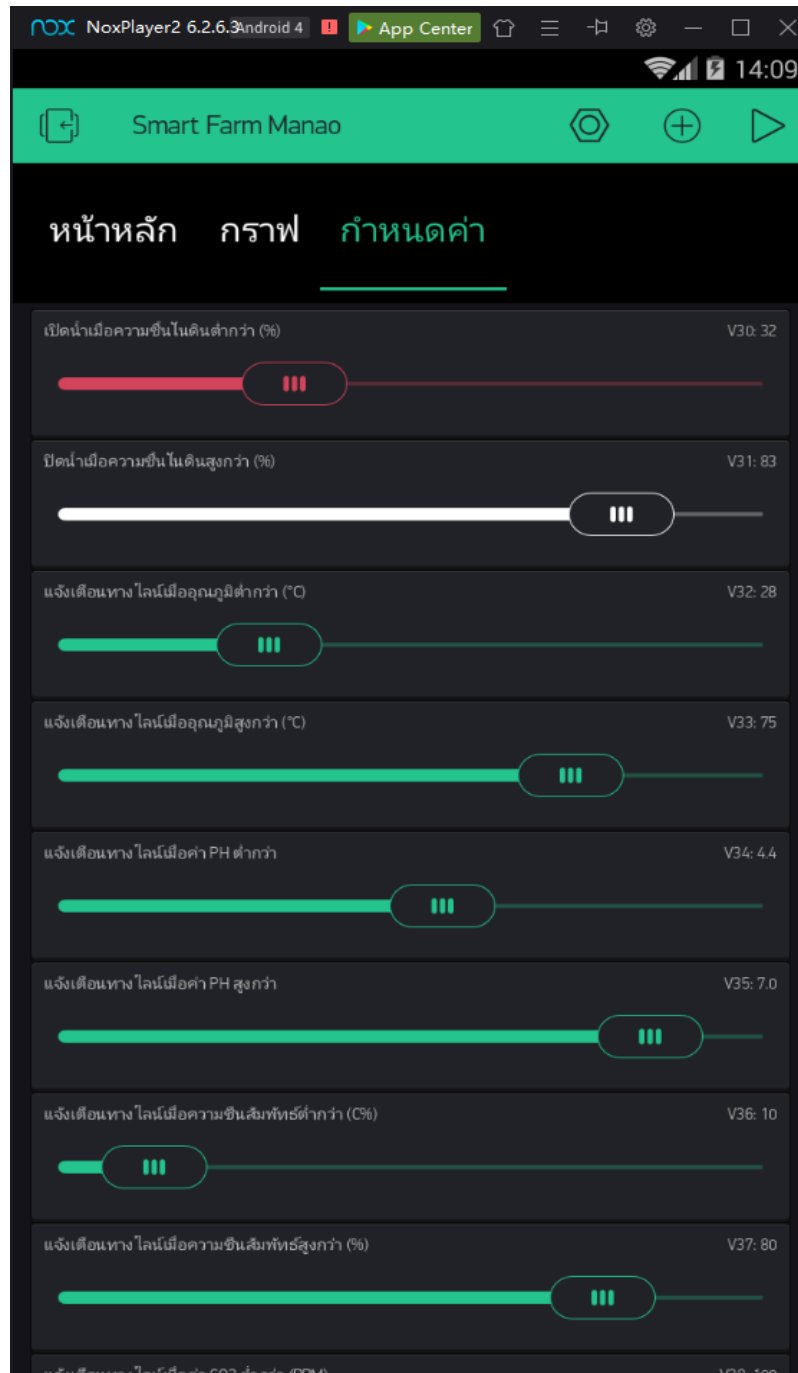 nox NoxPlayer2 6.2.6.3 Android 4 ! App Center
14:09
Smart Farm Manao
หน้าหลัก กราฟ กำหนดค่า
เปิดน้ำเมื่อความชื้นในดินต่ำกว่า (%) V30: 32
ปิดน้ำเมื่อความชื้นในดินสูงกว่า (%) V31: 83
แจ้งเตือนทางไลน์เมื่ออุณภูมิต่ำกว่า (°C) V32: 28
แจ้งเตือนทางไลน์เมื่ออุณภูมิสูงกว่า (°C) V33: 75
แจ้งเตือนทางไลน์เมื่อค่า PH ต่ำกว่า V34: 4.4
แจ้งเตือนทางไลน์เมื่อค่า PH สูงกว่า V35: 7.0
แจ้งเตือนทางไลน์เมื่อความชื้นสัมพัทธ์ต่ำกว่า (C%) V36: 10
แจ้งเตือนทางไลน์เมื่อความชื้นสัมพัทธ์สูงกว่า (%) V37: 80